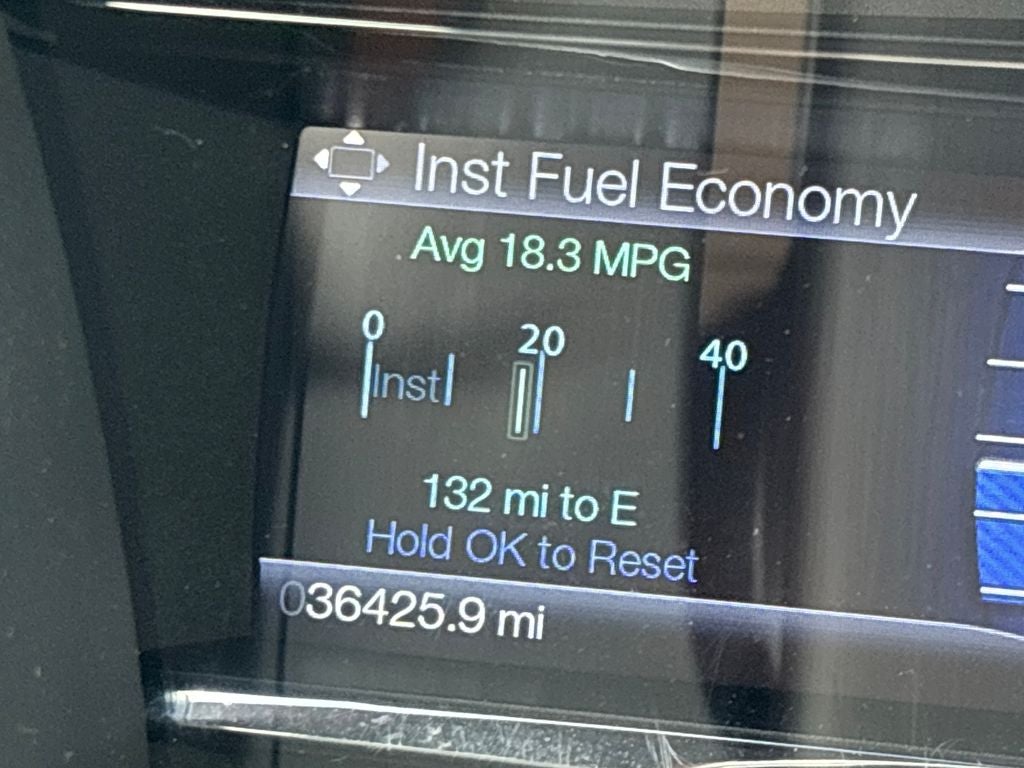 Inst Fuel Economy
Avg 18.3 MPG
0 20 40
Inst
132 mi to E
Hold OK to Reset
036425.9 mi